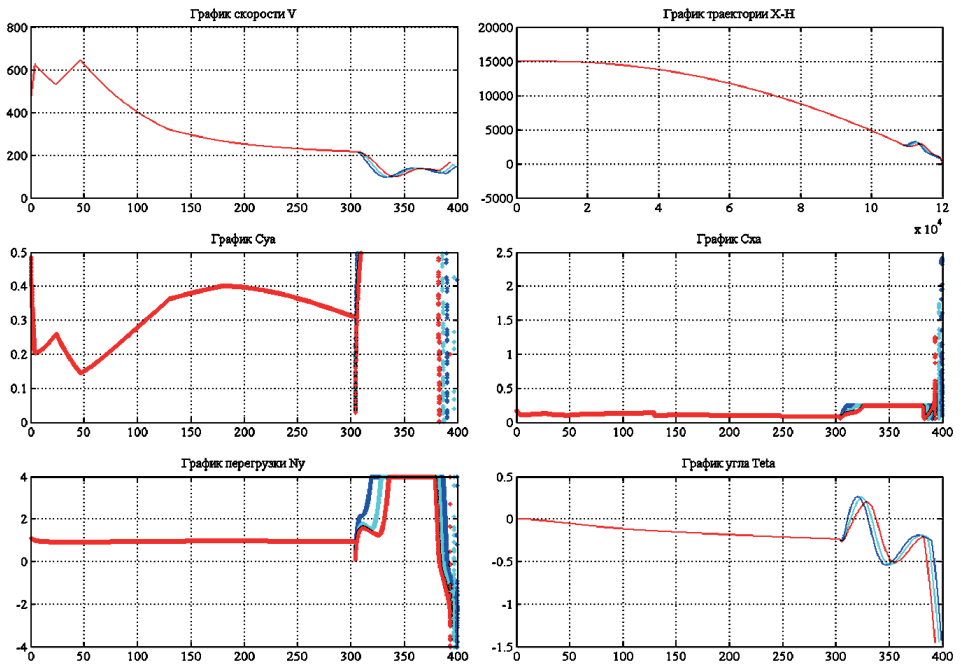 График скорости V
График траектории X-H
800
600
400
200
0
0 50 100 150 200 250 300 350 400
20000
15000
10000
5000
0
-5000
0 2 4 6 8 10 12
x 10⁴
График Cya
График Cxa
0.5
0.4
0.3
0.2
0.1
0
0 50 100 150 200 250 300 350 400
2.5
2
1.5
1
0.5
0
0 50 100 150 200 250 300 350 400
График перегрузки Ny
График угла Teta
4
2
0
-2
-4
0 50 100 150 200 250 300 350 400
0.5
0
-0.5
-1
-1.5
0 50 100 150 200 250 300 350 400